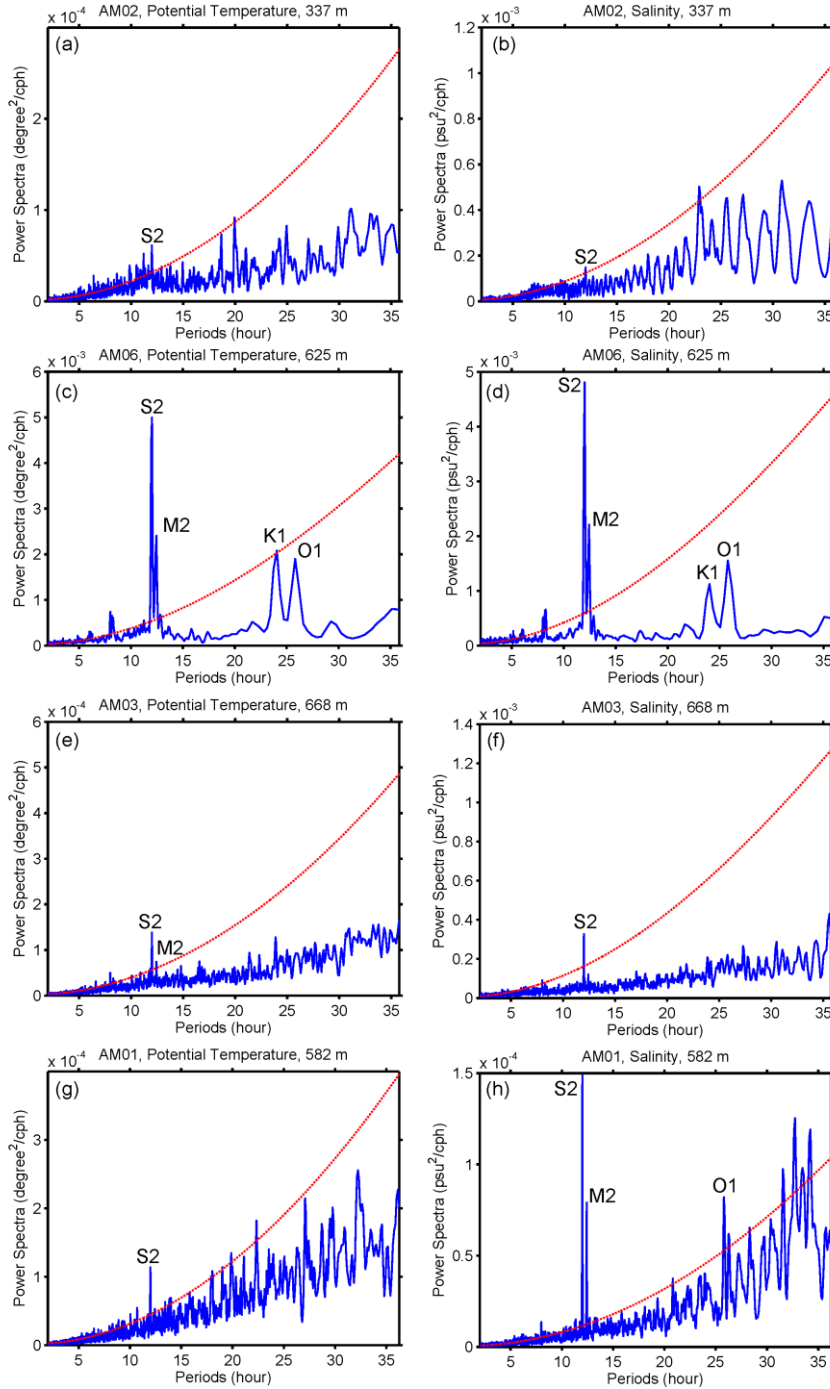 x 10⁻⁴ AM02, Potential Temperature, 337 m
(a)
Power Spectra (degree²/cph)
2
1
0
S2
5 10 15 20 25 30 35
Periods (hour)
x 10⁻³ AM02, Salinity, 337 m
(b)
Power Spectra (psu²/cph)
1.2
1
0.8
0.6
0.4
0.2
0
S2
5 10 15 20 25 30 35
Periods (hour)
x 10⁻³ AM06, Potential Temperature, 625 m
(c)
Power Spectra (degree²/cph)
6
5
4
3
2
1
0
S2
M2
K1
O1
5 10 15 20 25 30 35
Periods (hour)
x 10⁻³ AM06, Salinity, 625 m
(d)
Power Spectra (psu²/cph)
5
4
3
2
1
0
S2
M2
K1
O1
5 10 15 20 25 30 35
Periods (hour)
x 10⁻⁴ AM03, Potential Temperature, 668 m
(e)
Power Spectra (degree²/cph)
6
5
4
3
2
1
0
S2
M2
5 10 15 20 25 30 35
Periods (hour)
x 10⁻³ AM03, Salinity, 668 m
(f)
Power Spectra (psu²/cph)
1.4
1.2
1
0.8
0.6
0.4
0.2
0
S2
5 10 15 20 25 30 35
Periods (hour)
x 10⁻⁴ AM01, Potential Temperature, 582 m
(g)
Power Spectra (degree²/cph)
3
2
1
0
S2
5 10 15 20 25 30 35
Periods (hour)
x 10⁻⁴ AM01, Salinity, 582 m
(h)
Power Spectra (psu²/cph)
1.5
1
0.5
0
S2
M2
O1
5 10 15 20 25 30 35
Periods (hour)